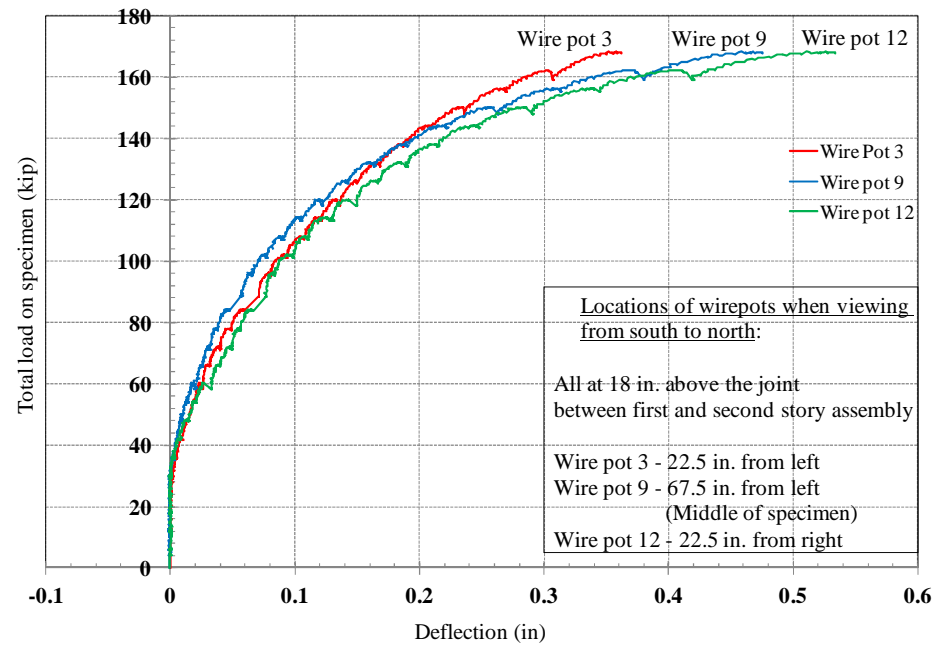 180
160
140
120
100
80
60
40
20
0
Total load on specimen (kip)
Wire pot 3
Wire pot 9
Wire pot 12
Wire Pot 3
Wire pot 9
Wire pot 12
Locations of wirepots when viewing
from south to north:
All at 18 in. above the joint
between first and second story assembly
Wire pot 3 - 22.5 in. from left
Wire pot 9 - 67.5 in. from left
(Middle of specimen)
Wire pot 12 - 22.5 in. from right
-0.1 0 0.1 0.2 0.3 0.4 0.5 0.6
Deflection (in)